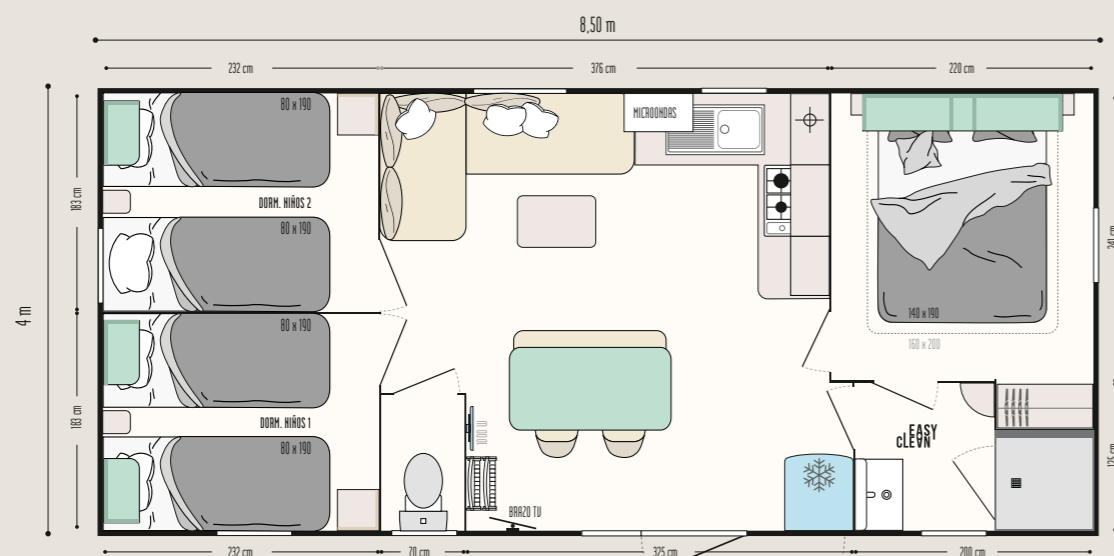 8,50 m
232 cm
376 cm
220 cm
80 x 190
MICROONDAS
183 cm
DORM. NIÑOS 2
80 x 190
4 m
140 x 190
80 x 190
160 x 200
183 cm
DORM. NIÑOS 1
EASY
CLEVN
1000 W
80 x 190
BRAZO TV
232 cm
70 cm
325 cm
200 cm